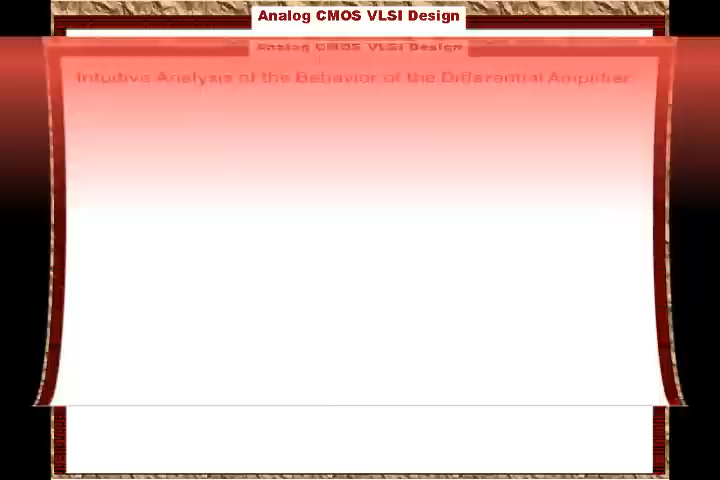 Analog CMOS VLSI Design
Analog CMOS VLSI Design
Intuitive Analysis of the Behavior of the Differential Amplifier